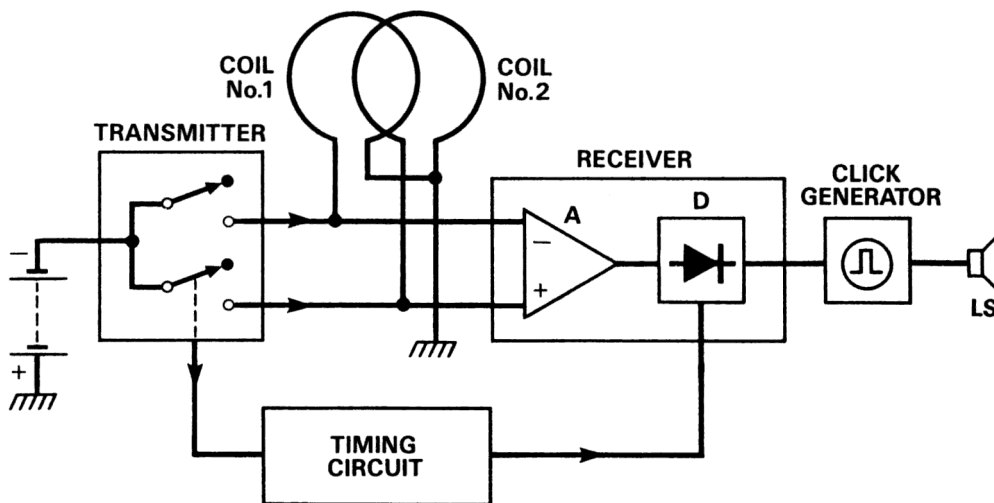 COIL
No.1
COIL
No.2
TRANSMITTER
RECEIVER
CLICK
GENERATOR
A
D
−
+
−
+
LS
TIMING
CIRCUIT